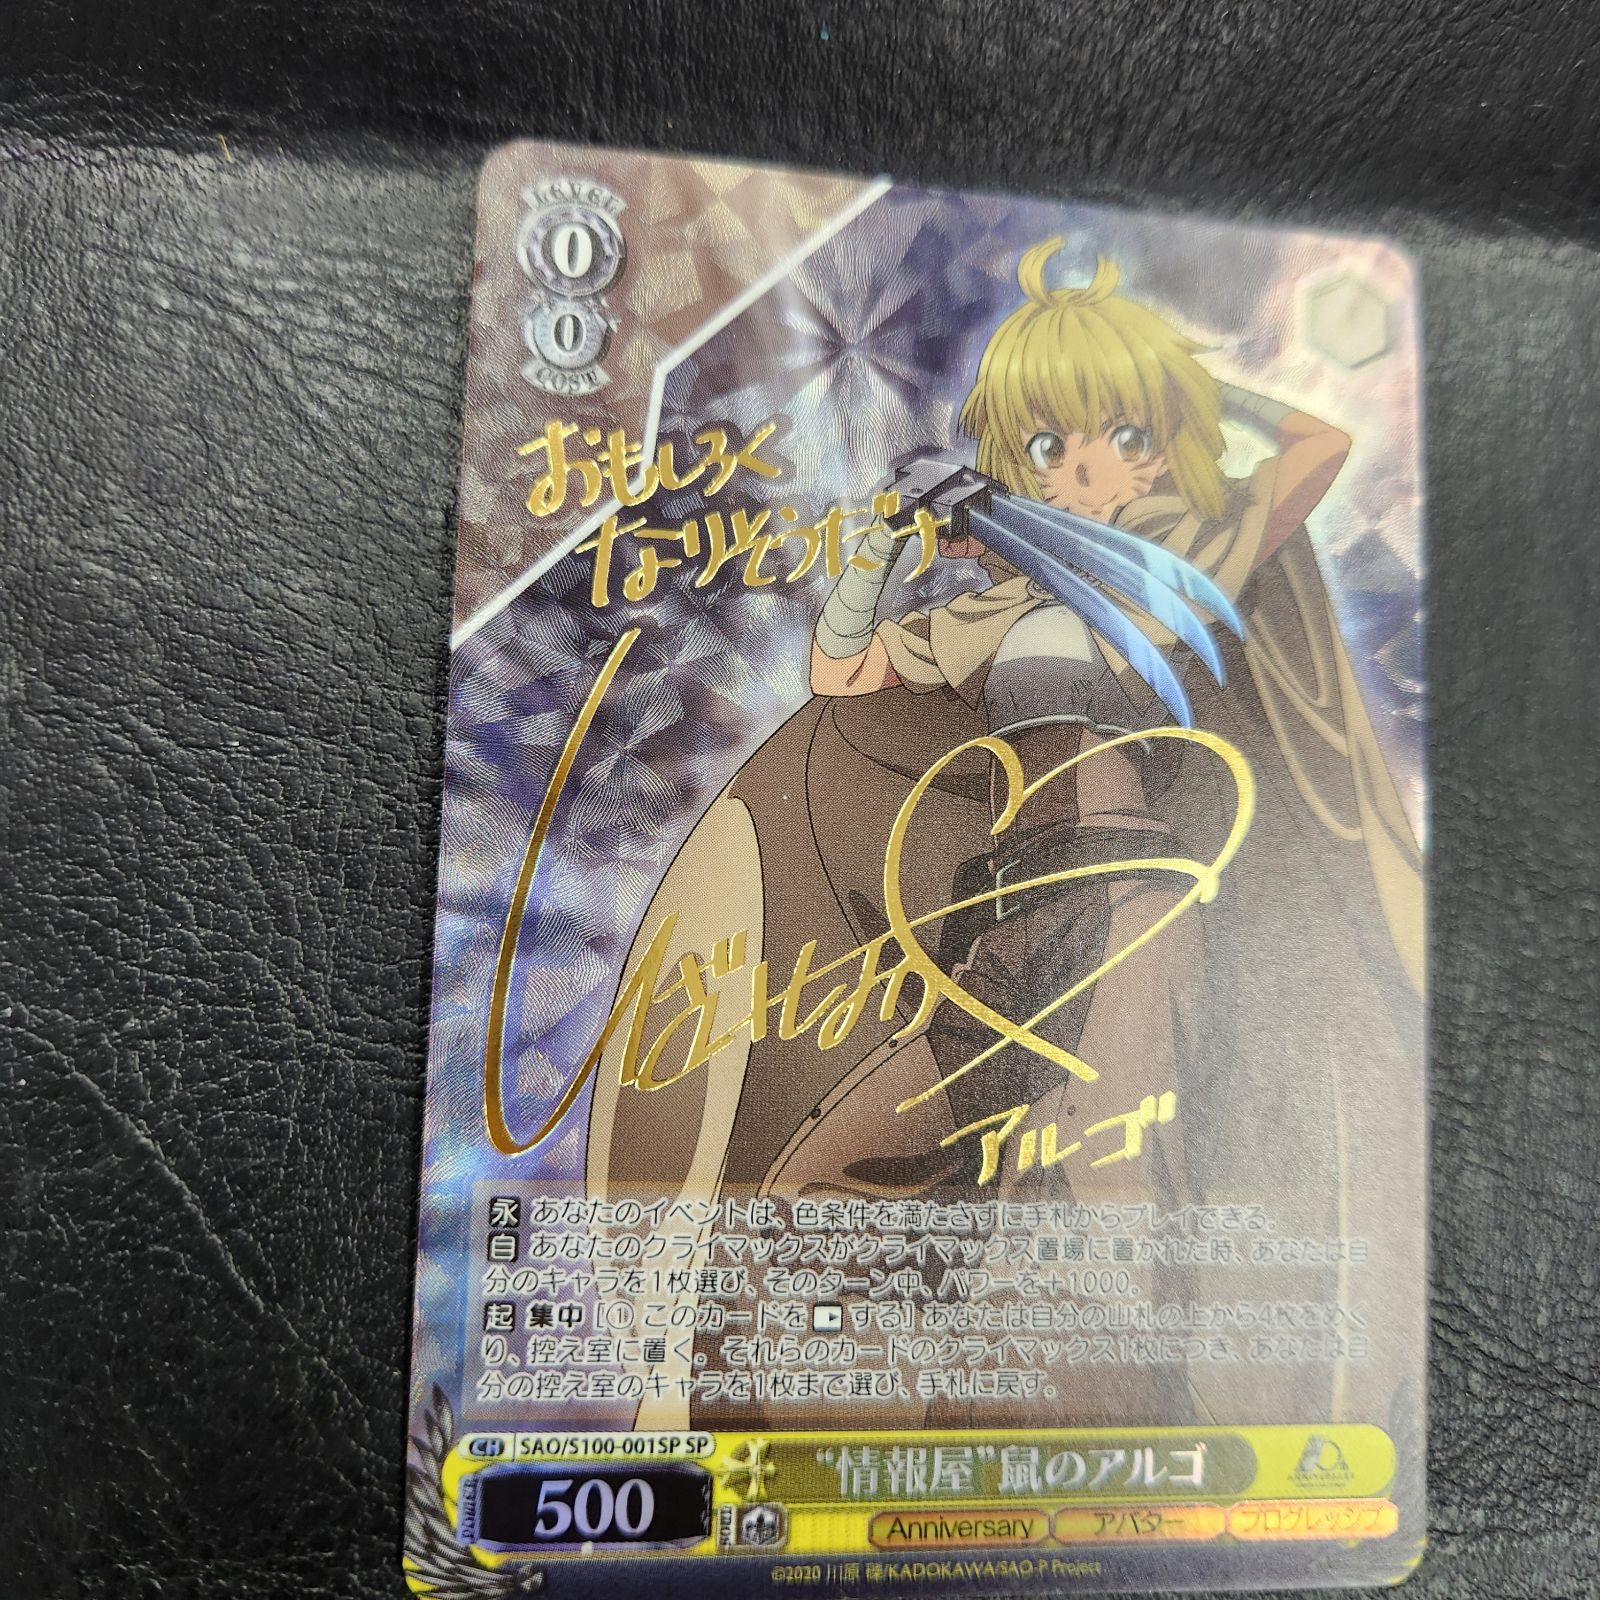 LEVEL
0
0
COST
おもしろく
なりそうだナ
アルゴ
永 あなたのイベントは、色条件を満たさずに手札からプレイできる。
自 あなたのクライマックスがクライマックス置場に置かれた時、あなたは自
分のキャラを1枚選び、そのターン中、パワーを+1000。
起 集中 [① このカードを する] あなたは自分の山札の上から4枚をめく
り、控え室に置く。それらのカードのクライマックス1枚につき、あなたは自
分の控え室のキャラを1枚まで選び、手札に戻す。
CH SAO/S100-001SP SP
“情報屋”鼠のアルゴ
ANNIVERSARY
POWER
500
SOUL
Anniversary アバター プログレッシブ
©2020 川原 礫/KADOKAWA/SAO-P Project